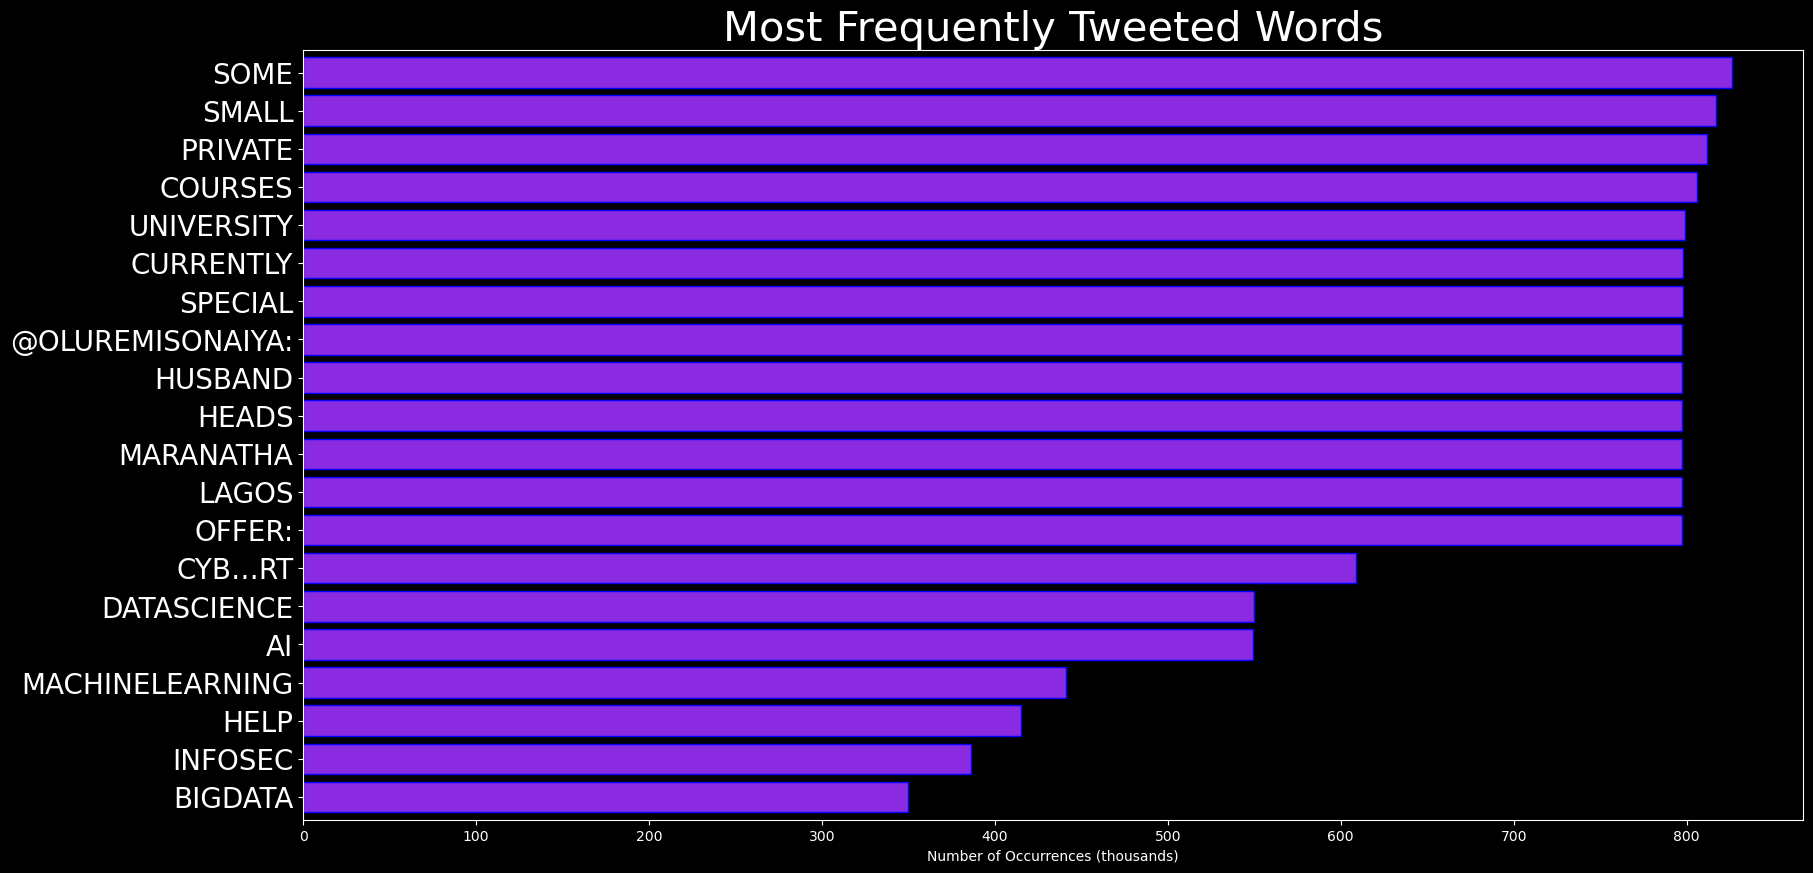 Most Frequently Tweeted Words
SOME
SMALL
PRIVATE
COURSES
UNIVERSITY
CURRENTLY
SPECIAL
@OLUREMISONAIYA:
HUSBAND
HEADS
MARANATHA
LAGOS
OFFER:
CYB…RT
DATASCIENCE
AI
MACHINELEARNING
HELP
INFOSEC
BIGDATA
0 100 200 300 400 500 600 700 800
Number of Occurrences (thousands)